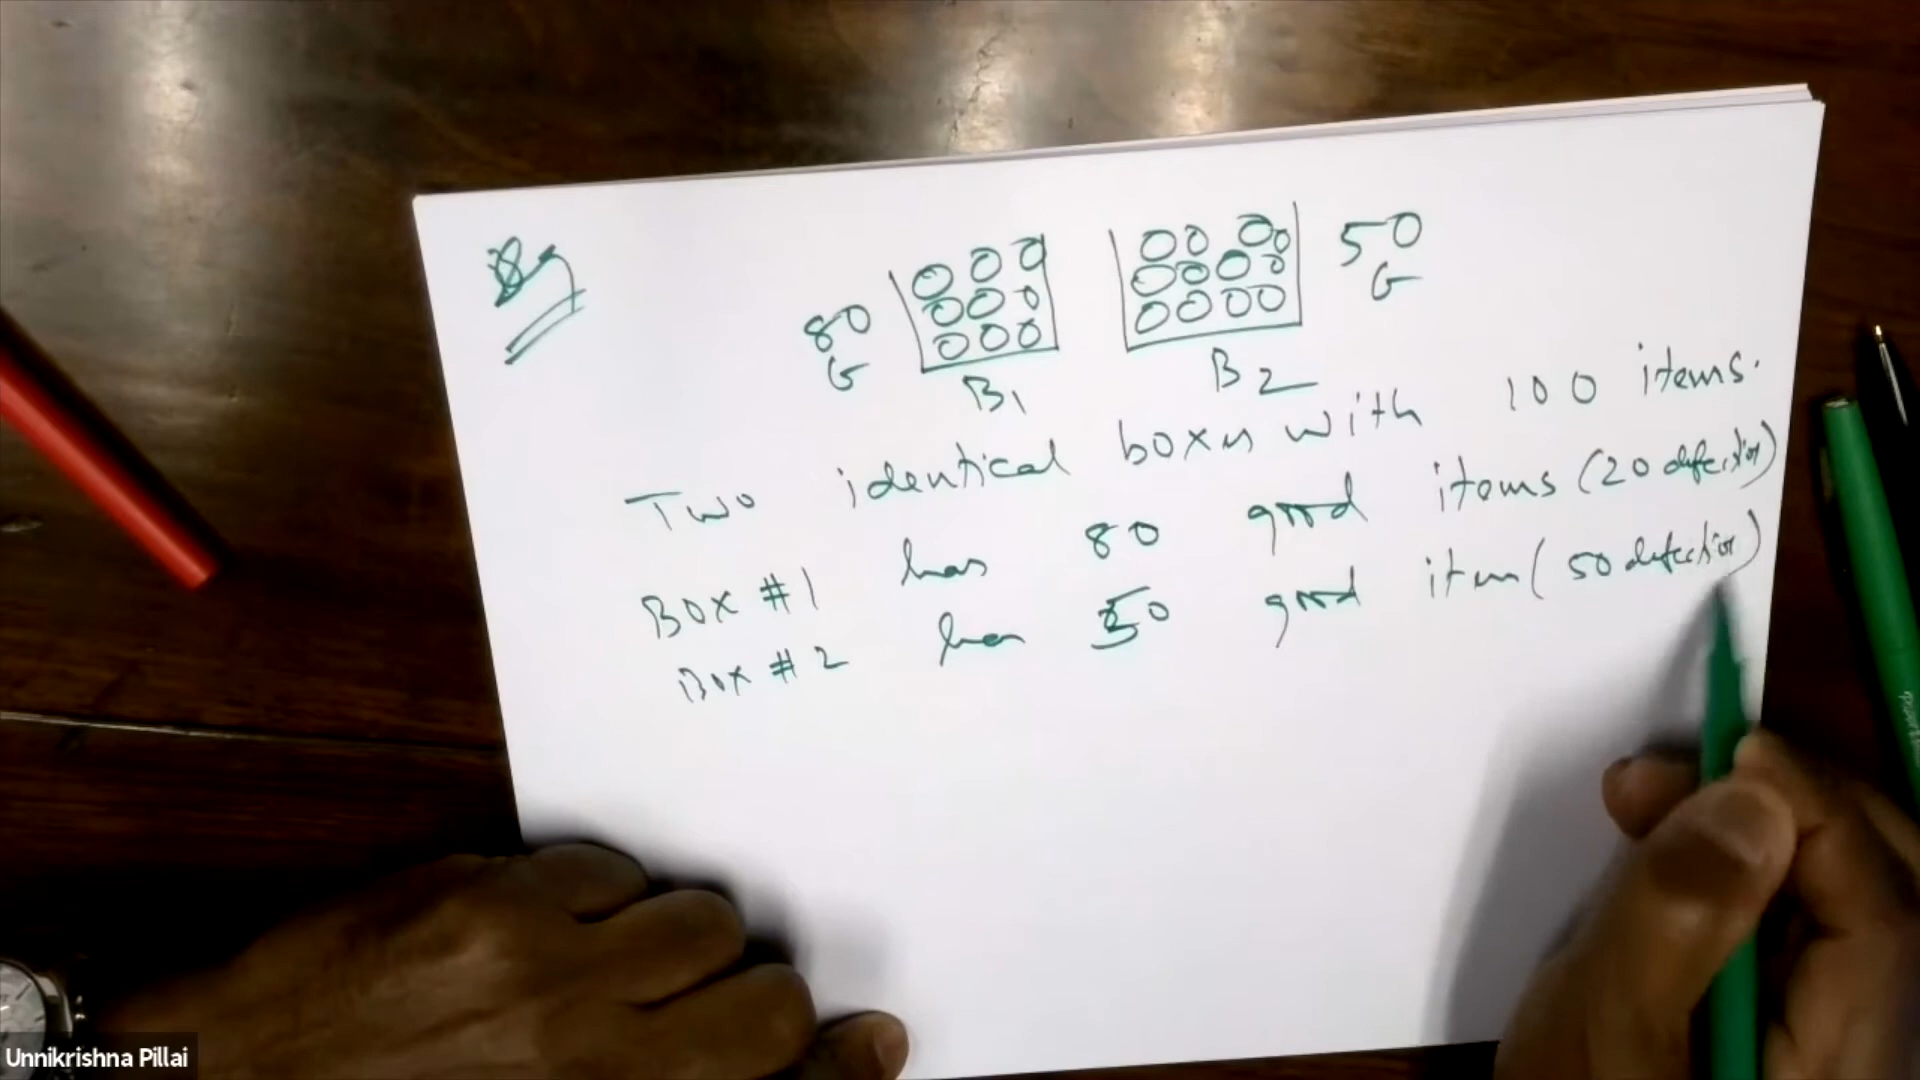 Eg
80
G
B1
B2
50
G
Two identical boxes with 100 items.
Box #1 has 80 good items (20 defective)
Box #2 has 50 good item (50 defective)
Unnikrishna Pillai